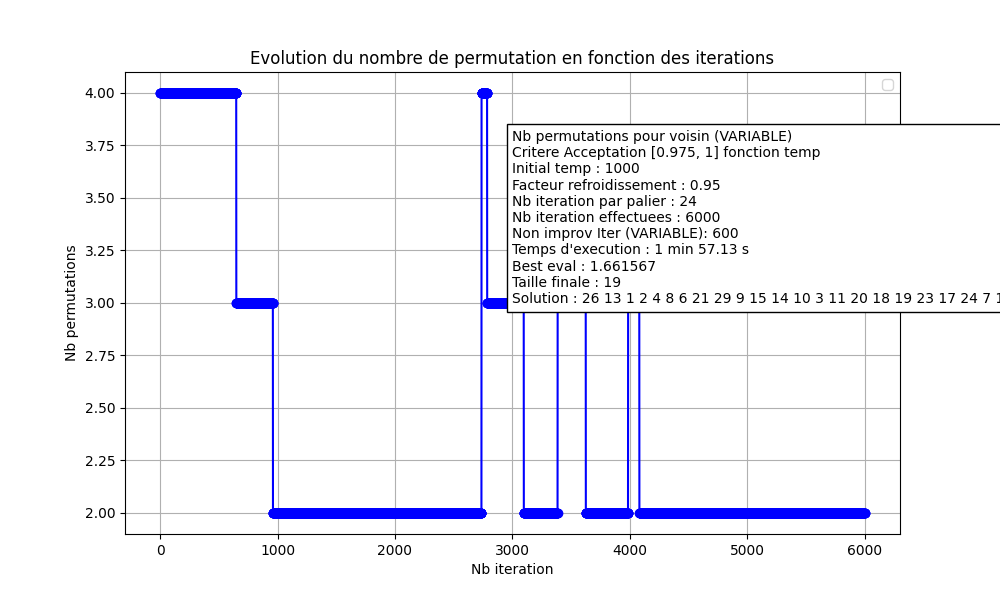 Evolution du nombre de permutation en fonction des iterations
4.00
3.75
3.50
3.25
3.00
2.75
2.50
2.25
2.00
Nb permutations
Nb permutations pour voisin (VARIABLE)
Critere Acceptation [0.975, 1] fonction temp
Initial temp : 1000
Facteur refroidissement : 0.95
Nb iteration par palier : 24
Nb iteration effectuees : 6000
Non improv Iter (VARIABLE): 600
Temps d'execution : 1 min 57.13 s
Best eval : 1.661567
Taille finale : 19
Solution : 26 13 1 2 4 8 6 21 29 9 15 14 10 3 11 20 18 19 23 17 24 7
0 1000 2000 3000 4000 5000 6000
Nb iteration